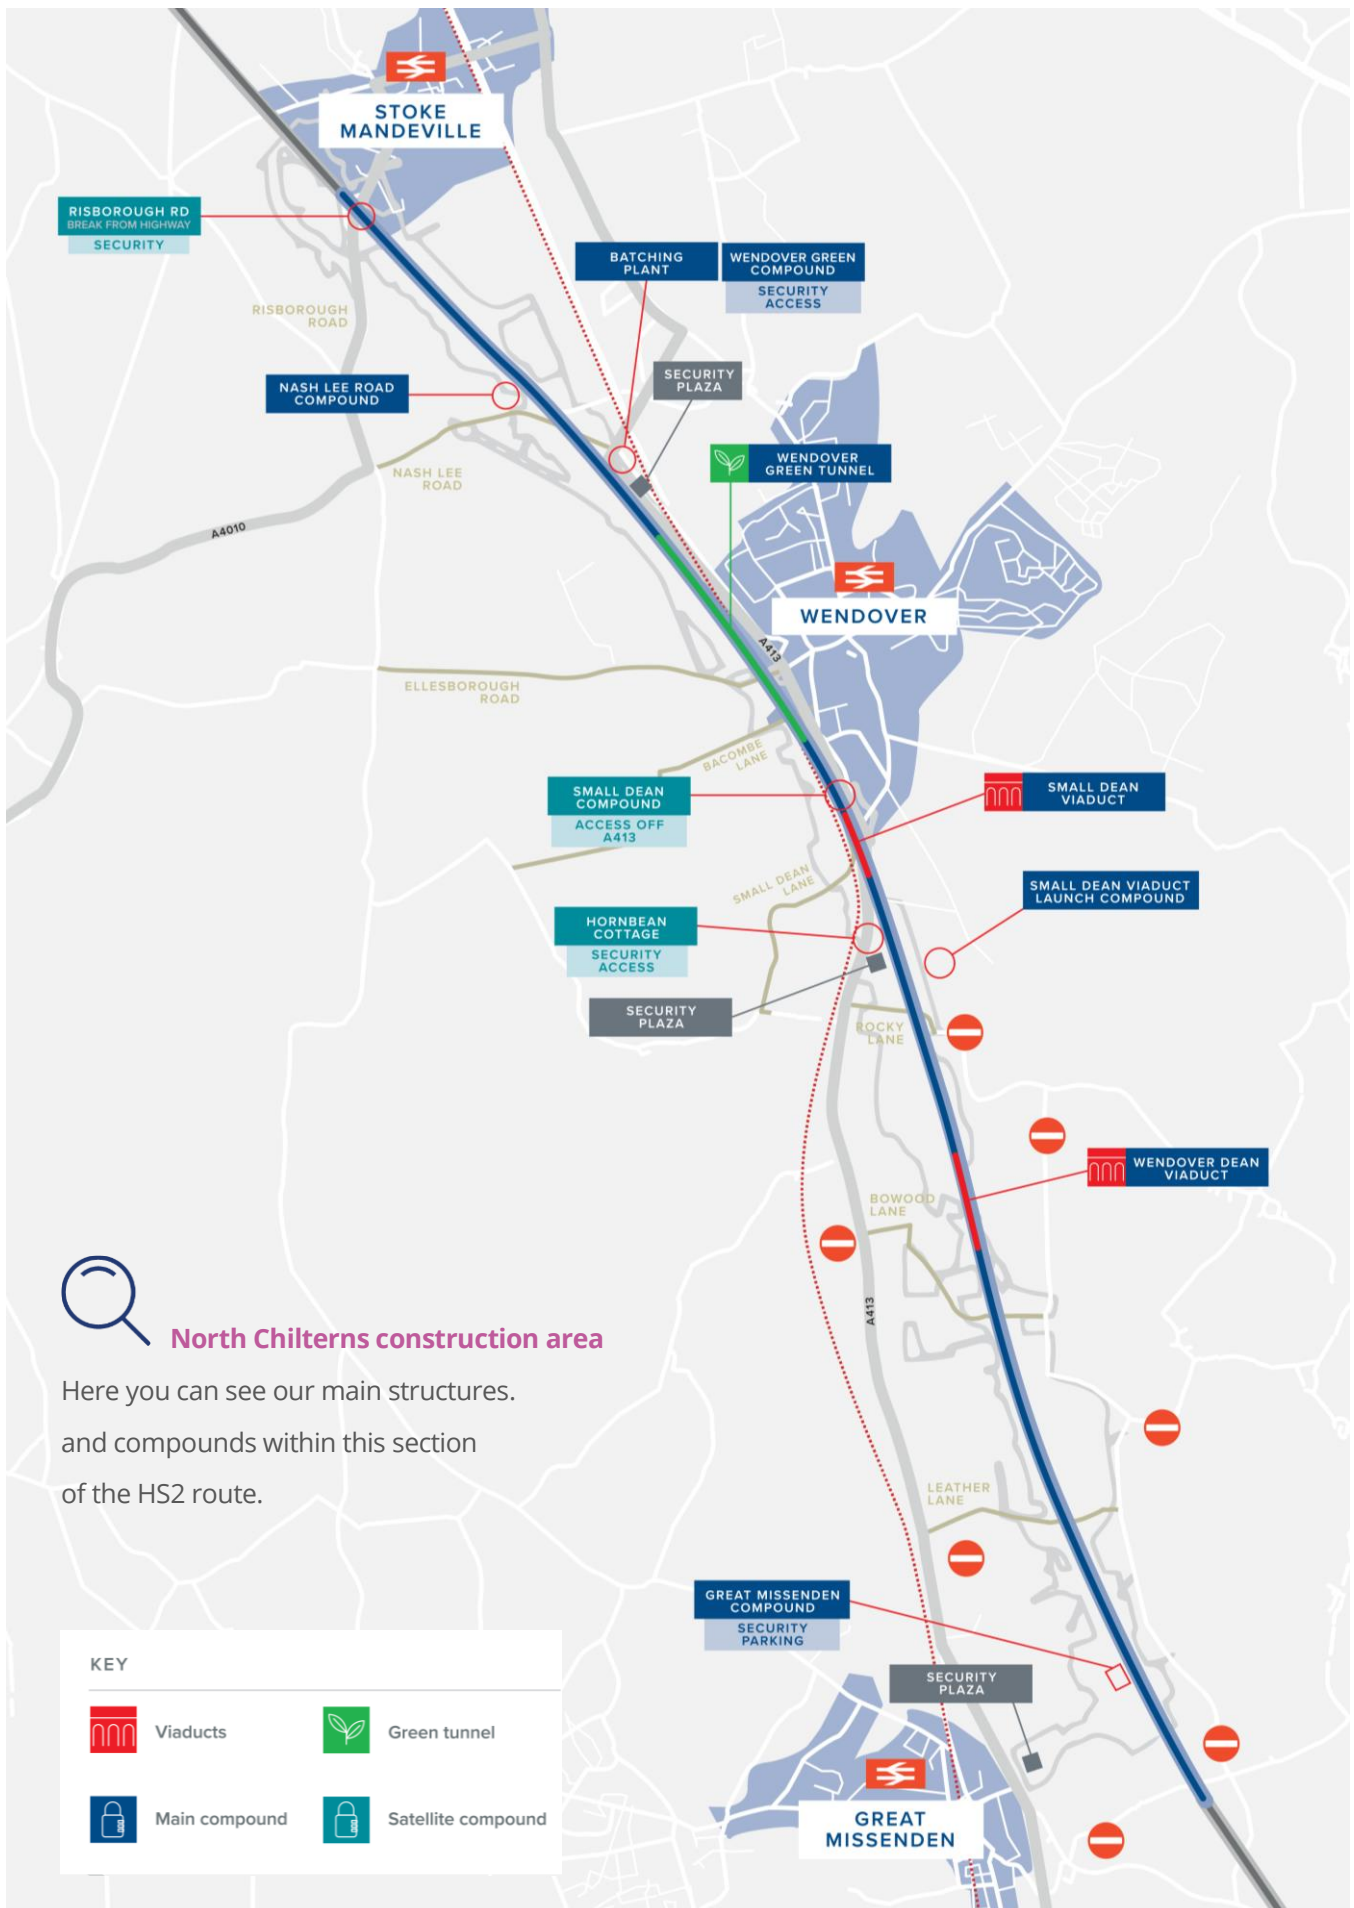 STOKE
MANDEVILLE
RISBOROUGH RD
BREAK FROM HIGHWAY
SECURITY
BATCHING
PLANT
WENDOVER GREEN
COMPOUND
SECURITY
ACCESS
RISBOROUGH
ROAD
SECURITY
PLAZA
NASH LEE ROAD
COMPOUND
NASH LEE
ROAD
WENDOVER
GREEN TUNNEL
A4010
WENDOVER
A413
ELLESBOROUGH
ROAD
BACOMBE
LANE
SMALL DEAN
COMPOUND
ACCESS OFF
A413
SMALL DEAN
VIADUCT
SMALL DEAN
LANE
SMALL DEAN VIADUCT
LAUNCH COMPOUND
HORNBEAN
COTTAGE
SECURITY
ACCESS
SECURITY
PLAZA
ROCKY
LANE
WENDOVER DEAN
VIADUCT
BOWOOD
LANE
A413
North Chilterns construction area
Here you can see our main structures.
and compounds within this section
of the HS2 route.
LEATHER
LANE
GREAT MISSENDEN
COMPOUND
SECURITY
PARKING
SECURITY
PLAZA
GREAT
MISSENDEN
KEY
Viaducts
Green tunnel
Main compound
Satellite compound